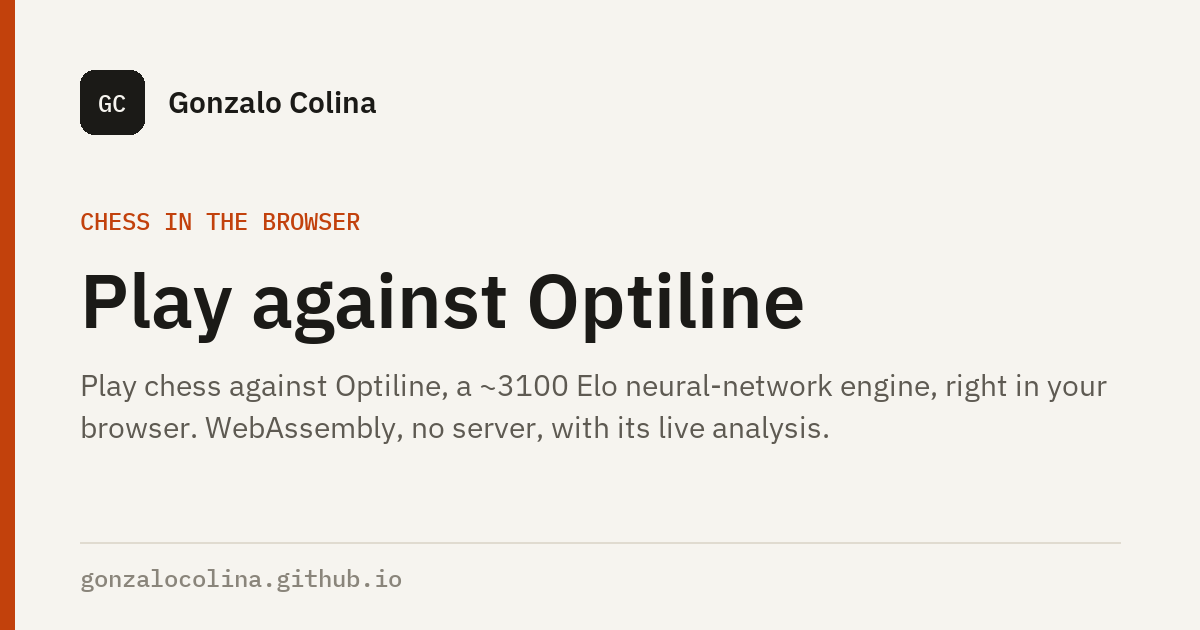 GC
Gonzalo Colina
CHESS IN THE BROWSER
Play against Optiline
Play chess against Optiline, a ~3100 Elo neural-network engine, right in your
browser. WebAssembly, no server, with its live analysis.
gonzalocolina.github.io